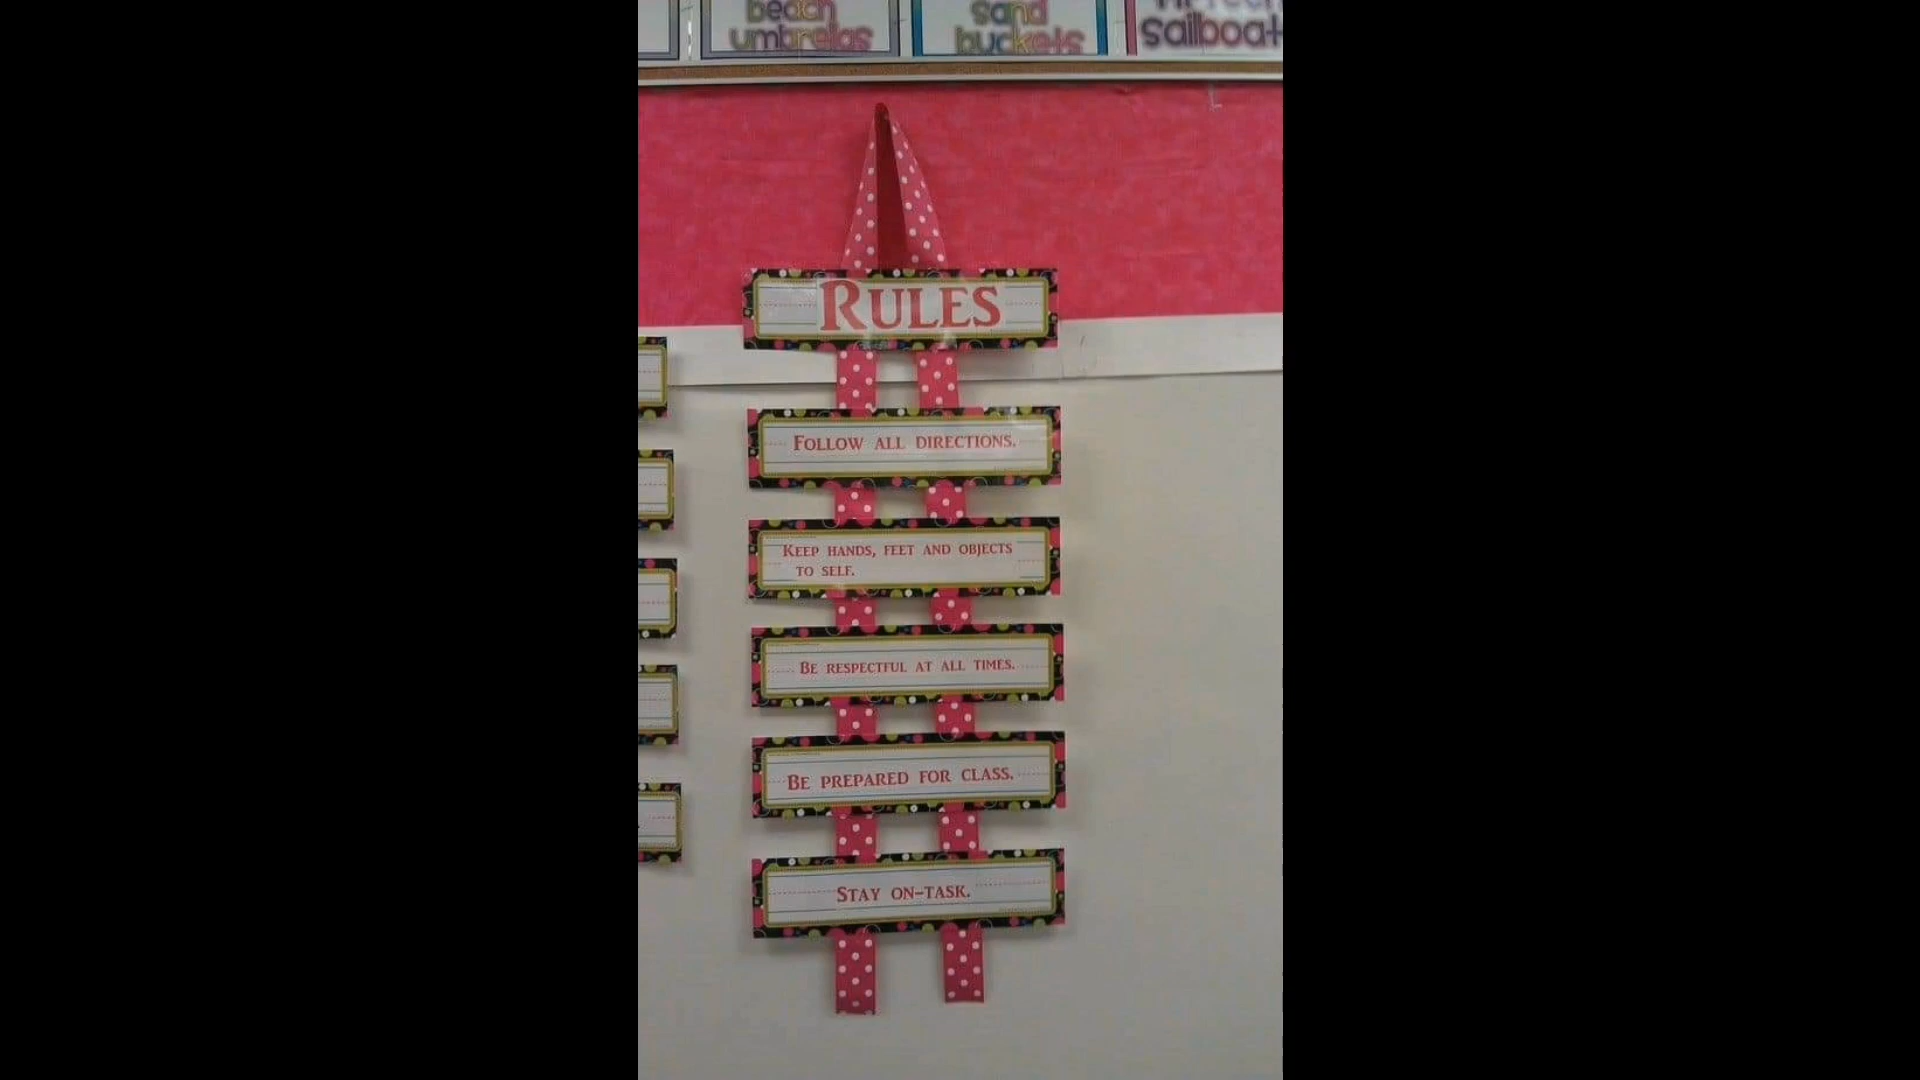 beach
umbrellas
sand
buckets
sailboat
RULES
FOLLOW ALL DIRECTIONS.
KEEP HANDS, FEET AND OBJECTS
TO SELF.
BE RESPECTFUL AT ALL TIMES.
BE PREPARED FOR CLASS.
STAY ON-TASK.